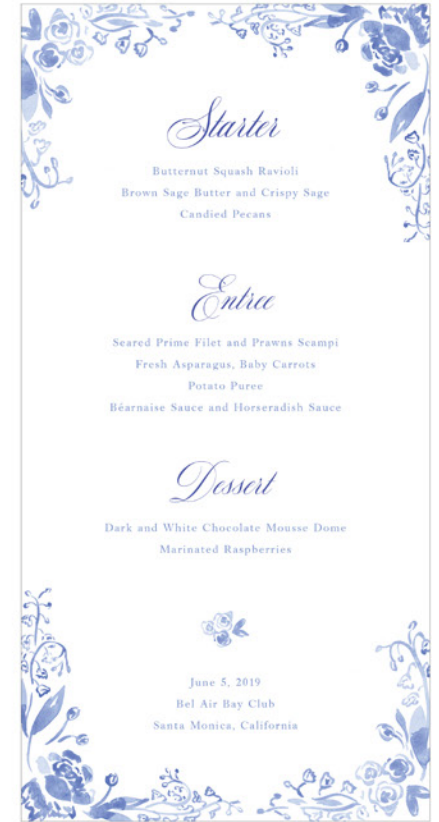 Starter
Butternut Squash Ravioli
Brown Sage Butter and Crispy Sage
Candied Pecans
Entree
Seared Prime Filet and Prawns Scampi
Fresh Asparagus, Baby Carrots
Potato Puree
Béarnaise Sauce and Horseradish Sauce
Dessert
Dark and White Chocolate Mousse Dome
Marinated Raspberries
June 5, 2019
Bel Air Bay Club
Santa Monica, California